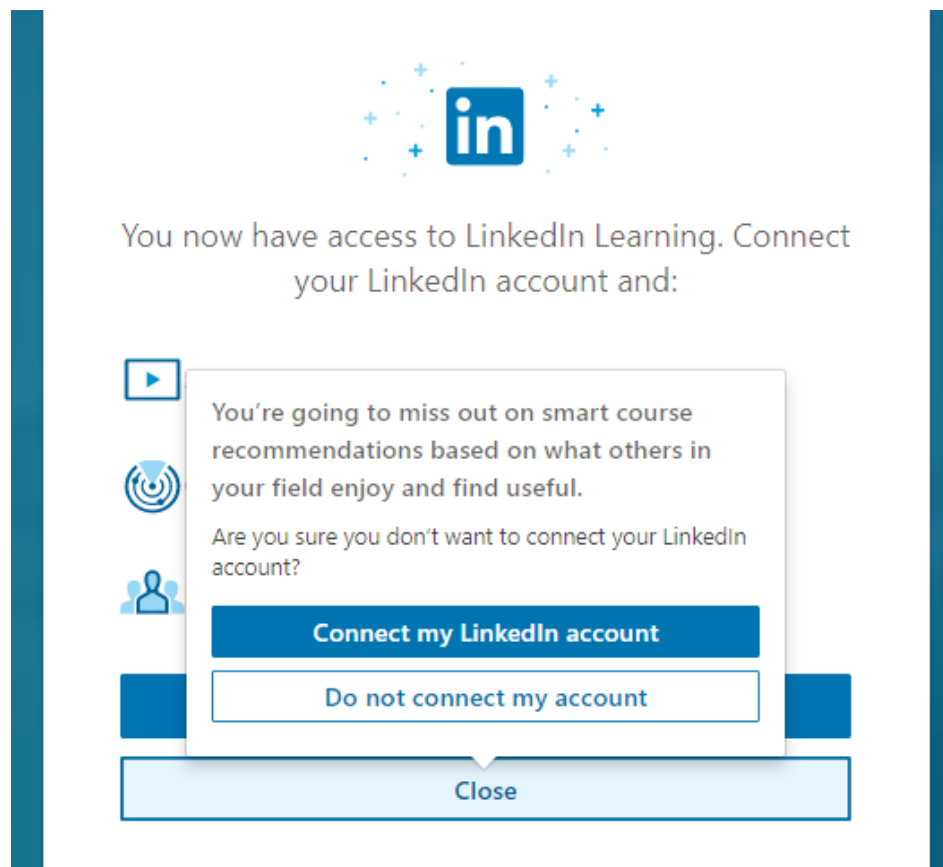 in
You now have access to LinkedIn Learning. Connect
your LinkedIn account and:
You're going to miss out on smart course
recommendations based on what others in
your field enjoy and find useful.
Are you sure you don't want to connect your LinkedIn
account?
Connect my LinkedIn account
Do not connect my account
Close